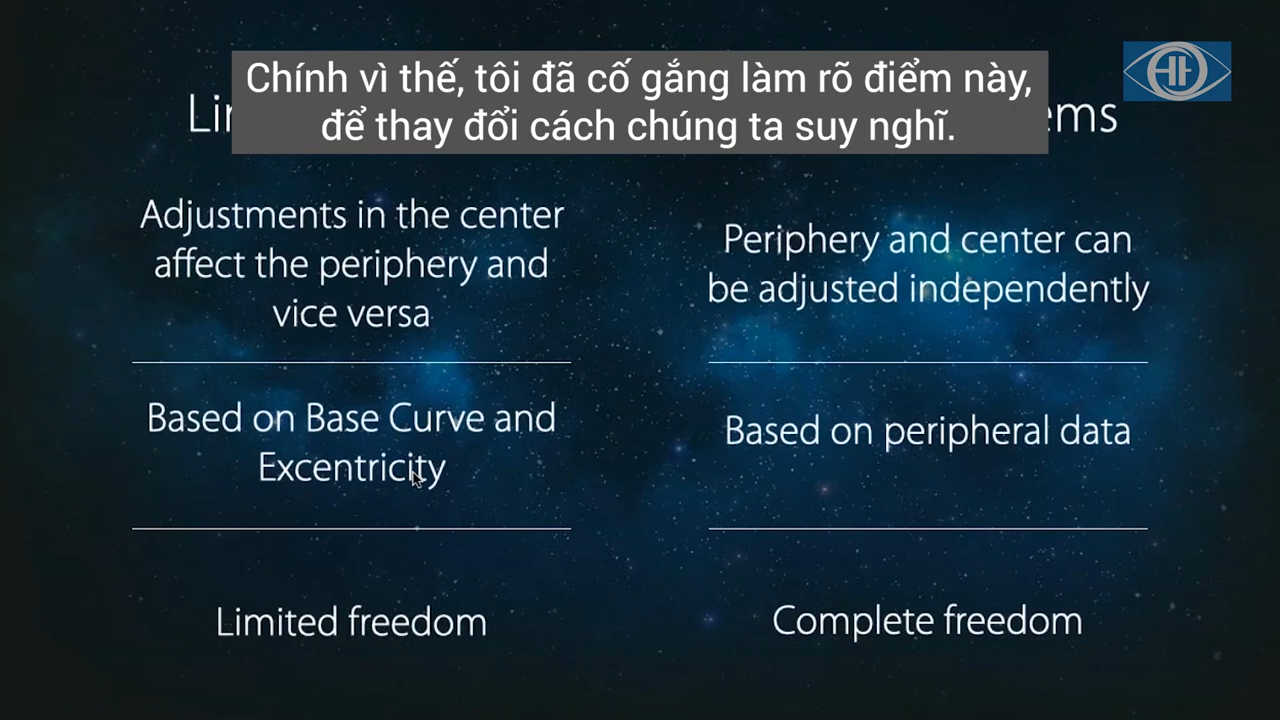 Chính vì thế, tôi đã cố gắng làm rõ điểm này,
để thay đổi cách chúng ta suy nghĩ.
Adjustments in the center
affect the periphery and
vice versa
Periphery and center can
be adjusted independently
Based on Base Curve and
Excentricity
Based on peripheral data
Limited freedom
Complete freedom